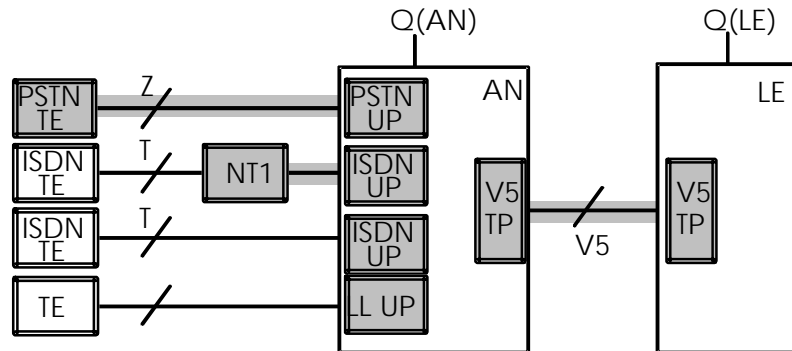 Q(AN)
Q(LE)
AN
LE
PSTN
TE
Z
PSTN
UP
ISDN
TE
T
NT1
ISDN
UP
V5
TP
V5
V5
TP
ISDN
TE
T
ISDN
UP
TE
LL UP